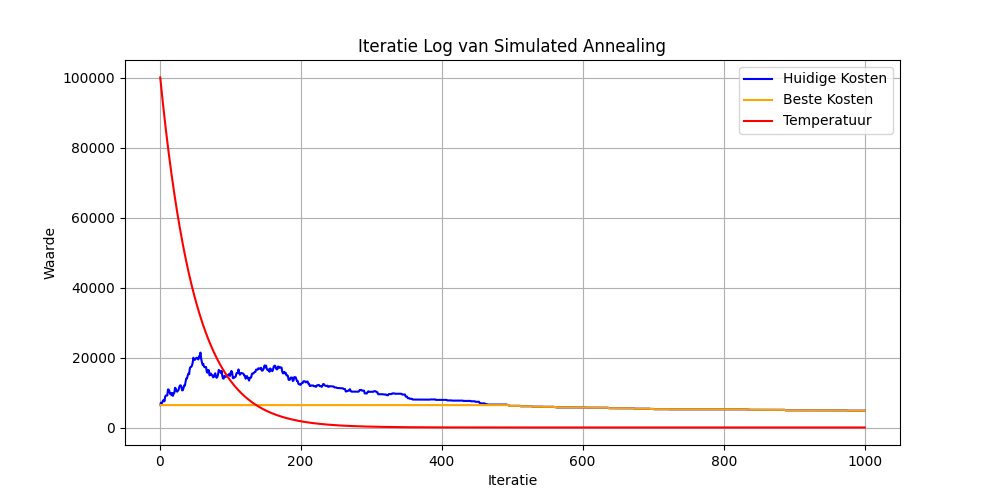 Iteratie Log van Simulated Annealing
Huidige Kosten
Beste Kosten
Temperatuur
Waarde
100000
80000
60000
40000
20000
0
0 200 400 600 800 1000
Iteratie